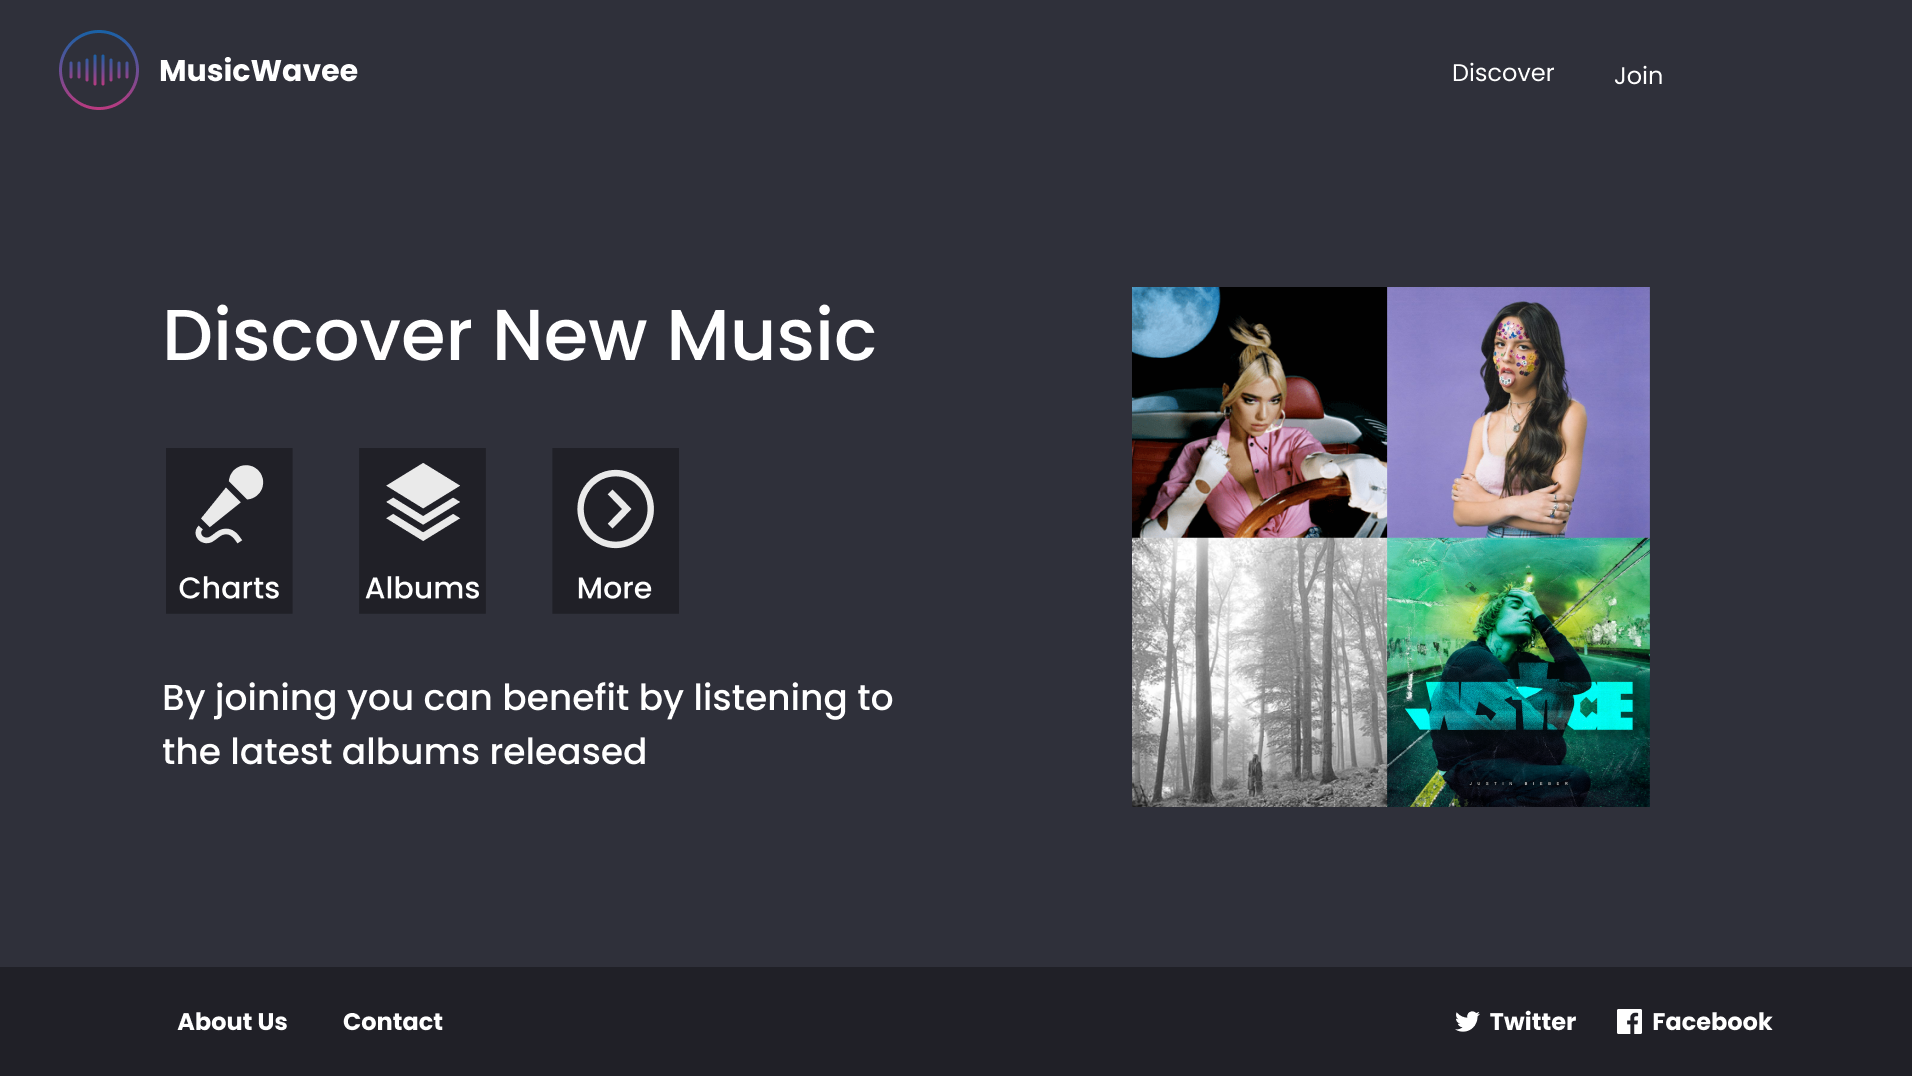 MusicWavee
Discover
Join
Discover New Music
Charts
Albums
More
By joining you can benefit by listening to
the latest albums released
JUSTICE
JUSTIN BIEBER
About Us
Contact
Twitter
Facebook